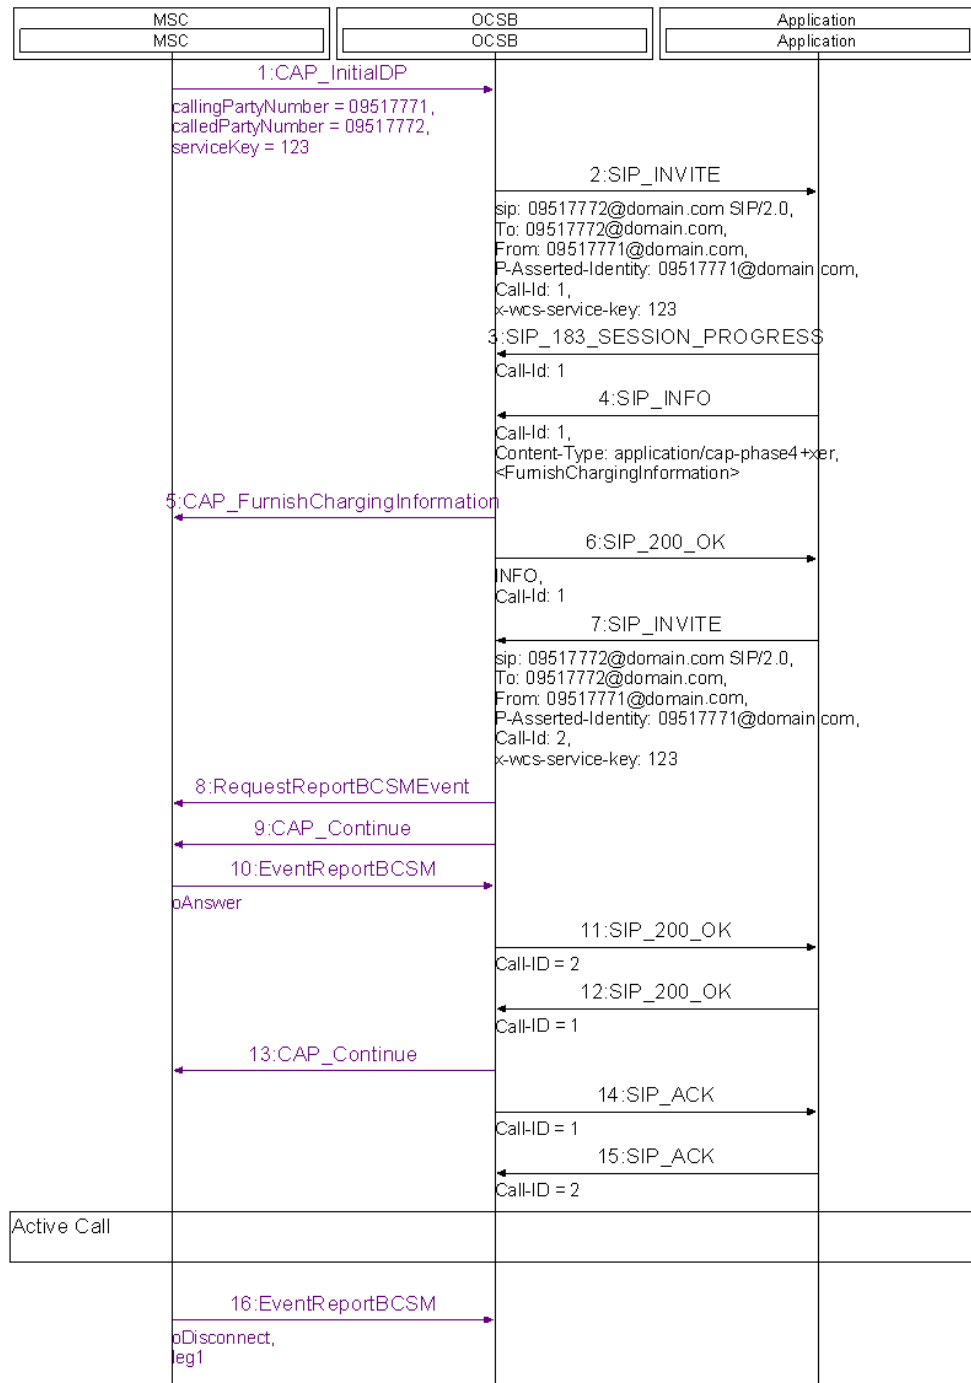 MSC
OCSB
Application
MSC
OCSB
Application
1:CAP_InitialDP
callingPartyNumber = 09517771,
calledPartyNumber = 09517772,
serviceKey = 123
2:SIP_INVITE
sip: 09517772@domain.com SIP/2.0,
To: 09517772@domain.com,
From: 09517771@domain.com,
P-Asserted-Identity: 09517771@domain.com,
Call-Id: 1,
x-wcs-service-key: 123
3:SIP_183_SESSION_PROGRESS
Call-Id: 1
4:SIP_INFO
Call-Id: 1,
Content-Type: application/cap-phase4+xer,
<FurnishChargingInformation>
5:CAP_FurnishChargingInformation
6:SIP_200_OK
INFO,
Call-Id: 1
7:SIP_INVITE
sip: 09517772@domain.com SIP/2.0,
To: 09517772@domain.com,
From: 09517771@domain.com,
P-Asserted-Identity: 09517771@domain.com,
Call-Id: 2,
x-wcs-service-key: 123
8:RequestReportBCSMEvent
9:CAP_Continue
10:EventReportBCSM
oAnswer
11:SIP_200_OK
Call-ID = 2
12:SIP_200_OK
Call-ID = 1
13:CAP_Continue
14:SIP_ACK
Call-ID = 1
15:SIP_ACK
Call-ID = 2
Active Call
16:EventReportBCSM
oDisconnect,
leg1